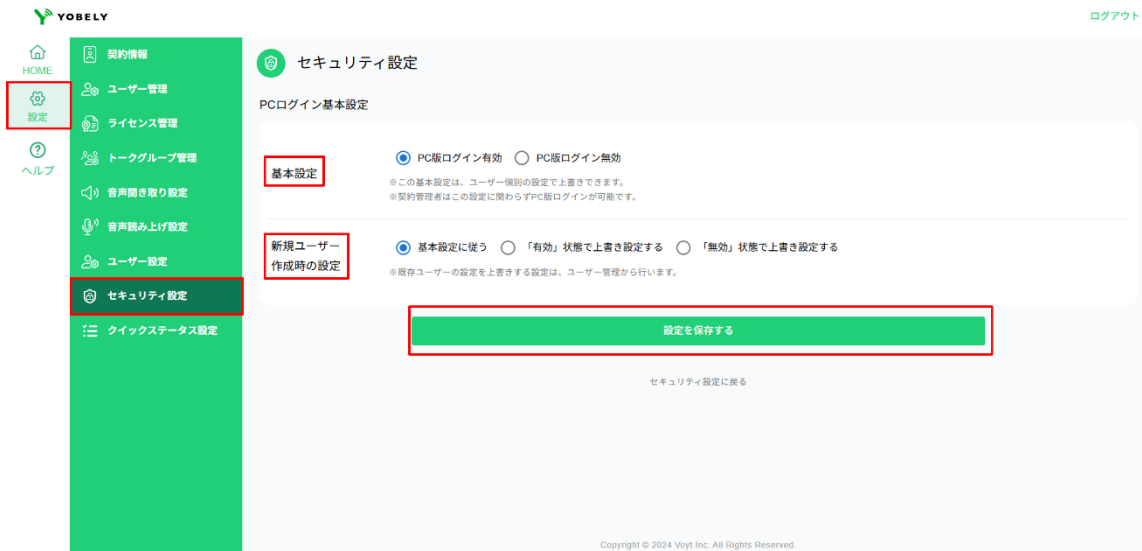 YOBELY
ログアウト
HOME
設定
ヘルプ
契約情報
ユーザー管理
ライセンス管理
トークグループ管理
音声聞き取り設定
音声読み上げ設定
ユーザー設定
セキュリティ設定
クイックステータス設定
セキュリティ設定
PCログイン基本設定
基本設定
PC版ログイン有効 PC版ログイン無効
※この基本設定は、ユーザー個別の設定で上書きできます。
※契約管理者はこの設定に関わらずPC版ログインが可能です。
新規ユーザー
作成時の設定
基本設定に従う 「有効」状態で上書き設定する 「無効」状態で上書き設定する
※既存ユーザーの設定を上書きする設定は、ユーザー管理から行います。
設定を保存する
セキュリティ設定に戻る
Copyright © 2024 Voyt Inc. All Rights Reserved.